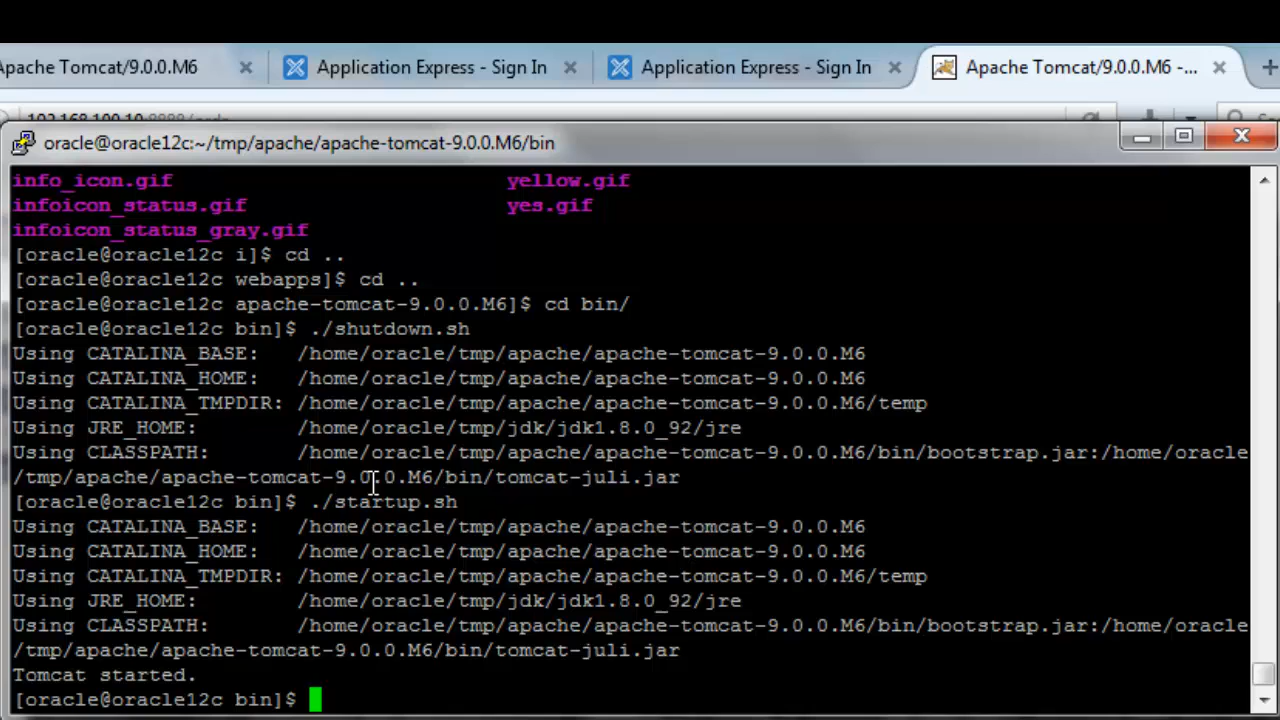 Apache Tomcat/9.0.0.M6
Application Express - Sign In
Application Express - Sign In
Apache Tomcat/9.0.0.M6 -...
oracle@oracle12c:~/tmp/apache/apache-tomcat-9.0.0.M6/bin
info_icon.gif yellow.gif
infoicon_status.gif yes.gif
infoicon_status_gray.gif
[oracle@oracle12c i]$ cd ..
[oracle@oracle12c webapps]$ cd ..
[oracle@oracle12c apache-tomcat-9.0.0.M6]$ cd bin/
[oracle@oracle12c bin]$ ./shutdown.sh
Using CATALINA_BASE: /home/oracle/tmp/apache/apache-tomcat-9.0.0.M6
Using CATALINA_HOME: /home/oracle/tmp/apache/apache-tomcat-9.0.0.M6
Using CATALINA_TMPDIR: /home/oracle/tmp/apache/apache-tomcat-9.0.0.M6/temp
Using JRE_HOME: /home/oracle/tmp/jdk/jdk1.8.0_92/jre
Using CLASSPATH: /home/oracle/tmp/apache/apache-tomcat-9.0.0.M6/bin/bootstrap.jar:/home/oracle
/tmp/apache/apache-tomcat-9.0.0.M6/bin/tomcat-juli.jar
[oracle@oracle12c bin]$ ./startup.sh
Using CATALINA_BASE: /home/oracle/tmp/apache/apache-tomcat-9.0.0.M6
Using CATALINA_HOME: /home/oracle/tmp/apache/apache-tomcat-9.0.0.M6
Using CATALINA_TMPDIR: /home/oracle/tmp/apache/apache-tomcat-9.0.0.M6/temp
Using JRE_HOME: /home/oracle/tmp/jdk/jdk1.8.0_92/jre
Using CLASSPATH: /home/oracle/tmp/apache/apache-tomcat-9.0.0.M6/bin/bootstrap.jar:/home/oracle
/tmp/apache/apache-tomcat-9.0.0.M6/bin/tomcat-juli.jar
Tomcat started.
[oracle@oracle12c bin]$